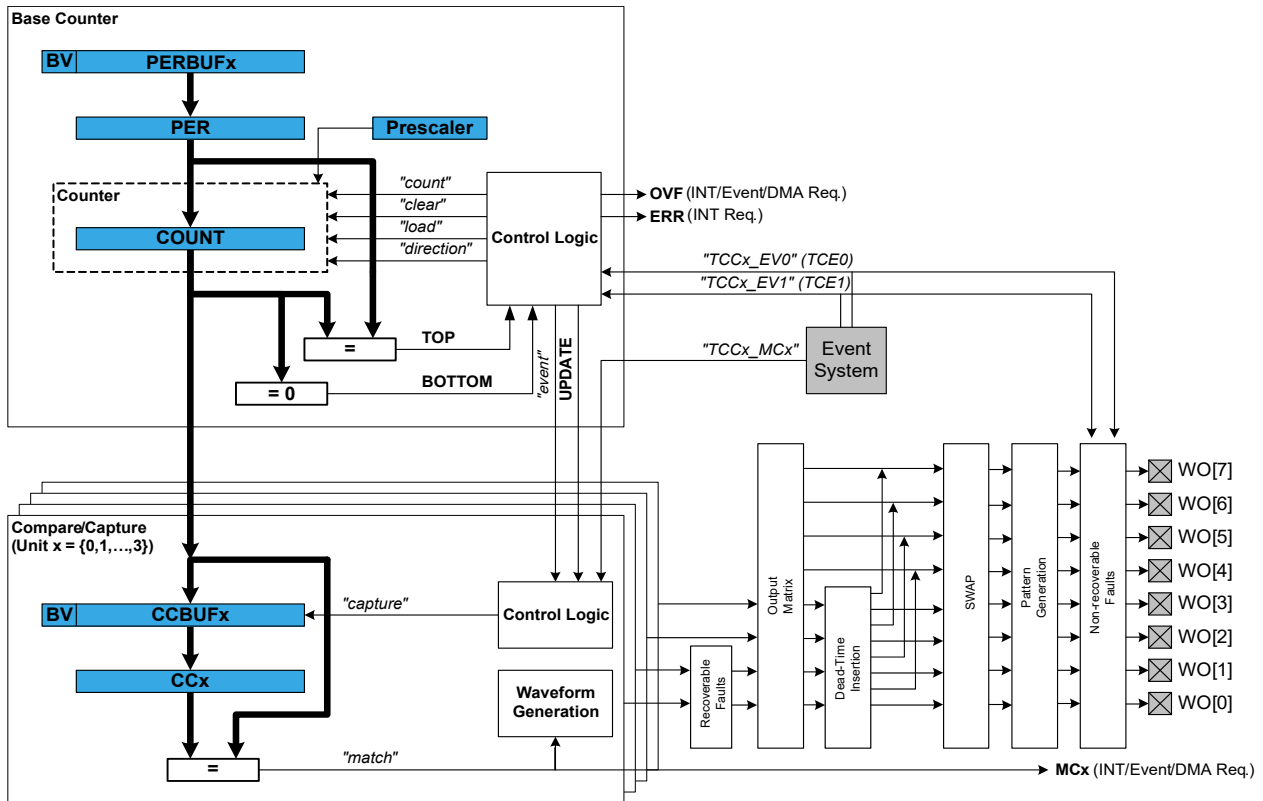 Base Counter
BV
PERBUFx
PER
Prescaler
Counter
COUNT
"count"
"clear"
"load"
"direction"
Control Logic
OVF (INT/Event/DMA Req.)
ERR (INT Req.)
"TCCx_EV0" (TCE0)
"TCCx_EV1" (TCE1)
"TCCx_MCx"
Event
System
=
TOP
= 0
BOTTOM
"event"
UPDATE
Compare/Capture
(Unit x = {0,1,…,3})
BV
CCBUFx
"capture"
Control Logic
CCx
Waveform
Generation
=
"match"
Recoverable
Faults
Output
Matrix
Dead-Time
Insertion
SWAP
Pattern
Generation
Non-recoverable
Faults
WO[7]
WO[6]
WO[5]
WO[4]
WO[3]
WO[2]
WO[1]
WO[0]
MCx (INT/Event/DMA Req.)